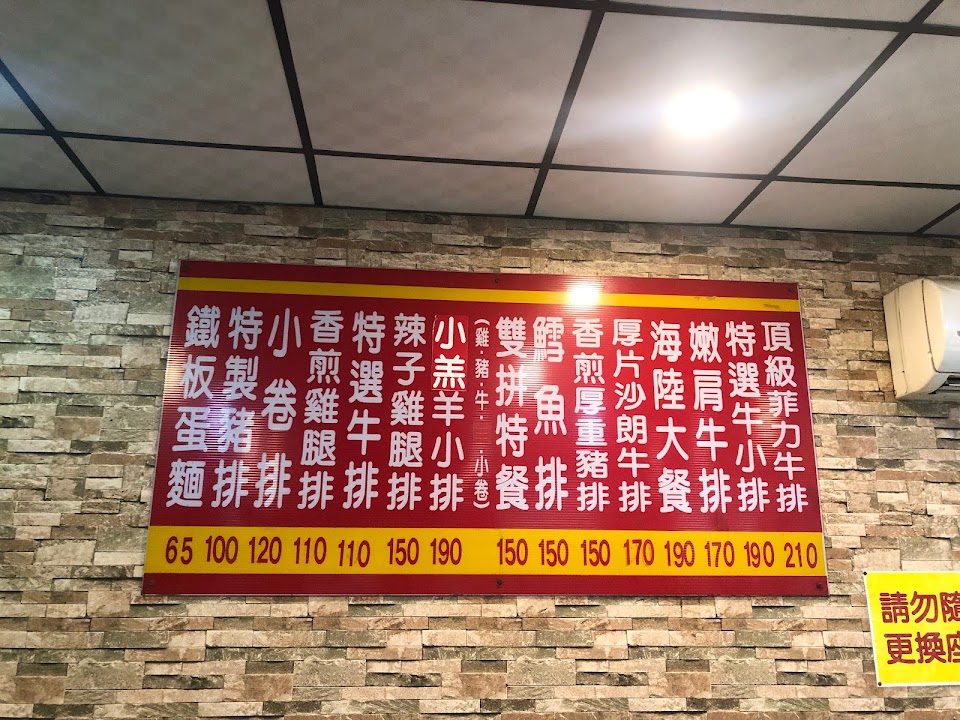 頂級菲力牛排
特選牛小排
嫩肩牛排
海陸大餐
厚片沙朗牛排
香煎厚重豬排
鱈魚排
雙拼特餐
(雞.豬.牛.小卷)
小羔羊小排
辣子雞腿排
特選牛排
香煎雞腿排
小卷排
特製豬排
鐵板蛋麵
65 100 120 110 110 150 190 150 150 150 170 190 170 190 210
請勿隨
更換座